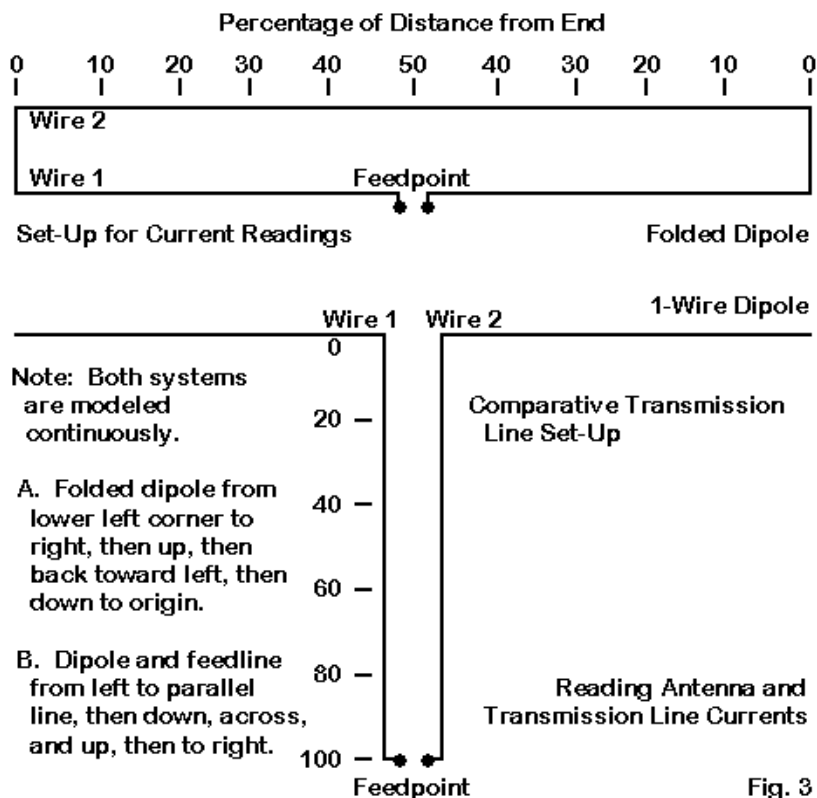 Percentage of Distance from End
0 10 20 30 40 50 40 30 20 10 0
Wire 2
Wire 1 Feedpoint
Set-Up for Current Readings Folded Dipole
1-Wire Dipole
Wire 1 Wire 2
0
Note: Both systems
are modeled
continuously.
20
Comparative Transmission
Line Set-Up
A. Folded dipole from
lower left corner to
right, then up, then
back toward left, then
down to origin.
40
60
B. Dipole and feedline
from left to parallel
line, then down, across,
and up, then to right.
80
100
Reading Antenna and
Transmission Line Currents
Feedpoint Fig. 3